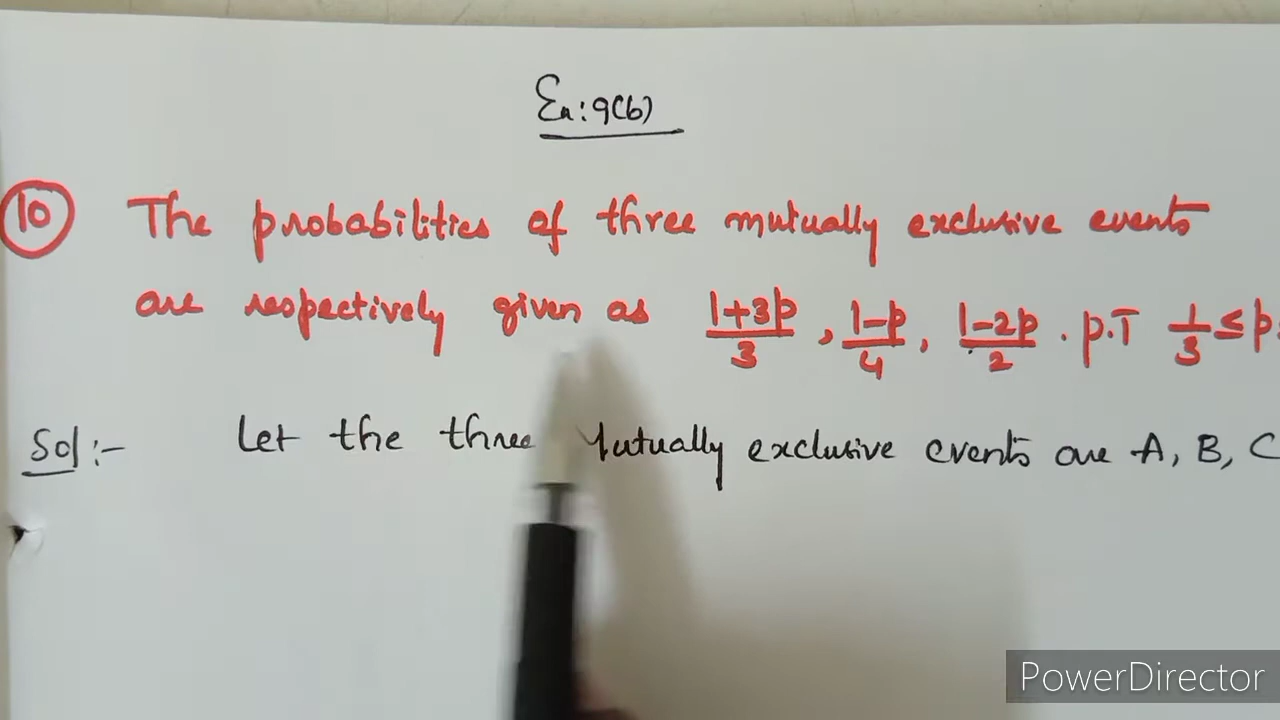 Ex: 9(b)
10 The probabilities of three mutually exclusive events
are respectively given as 1+3p/3 , 1-p/4 , 1-2p/2 . p.T 1/3 ≤ p.
Sol :- Let the three Mutually exclusive events are A, B, C
PowerDirector